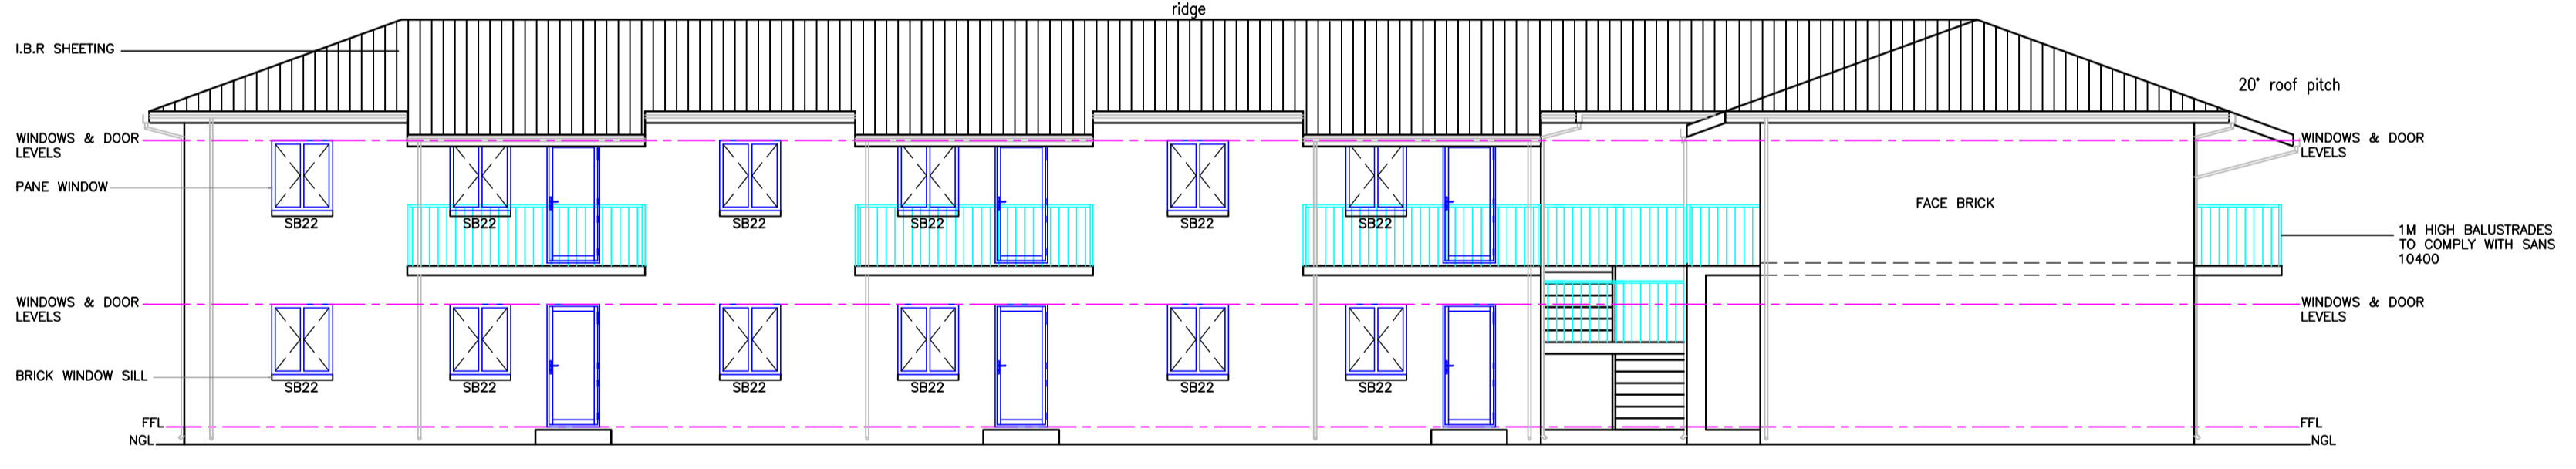 ridge
I.B.R SHEETING
20° roof pitch
WINDOWS & DOOR
LEVELS
WINDOWS & DOOR
LEVELS
PANE WINDOW
FACE BRICK
SB22
SB22
SB22
SB22
SB22
SB22
1M HIGH BALUSTRADES
TO COMPLY WITH SANS
10400
WINDOWS & DOOR
LEVELS
WINDOWS & DOOR
LEVELS
BRICK WINDOW SILL
SB22
SB22
SB22
SB22
SB22
SB22
FFL
FFL
NGL
NGL